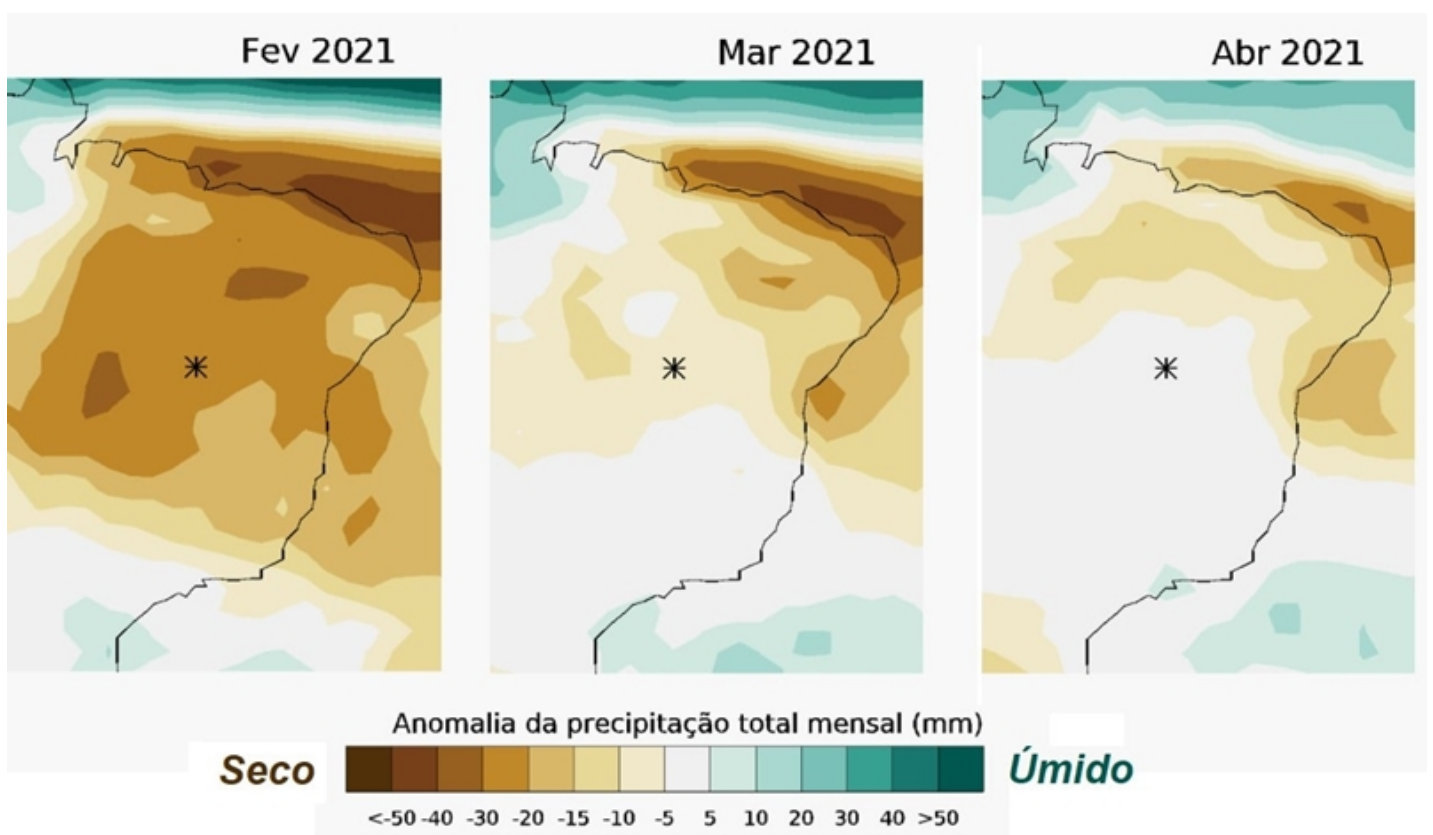 Fev 2021
Mar 2021
Abr 2021
Anomalia da precipitação total mensal (mm)
Seco
Úmido
<-50 -40 -30 -20 -15 -10 -5 5 10 20 30 40 >50